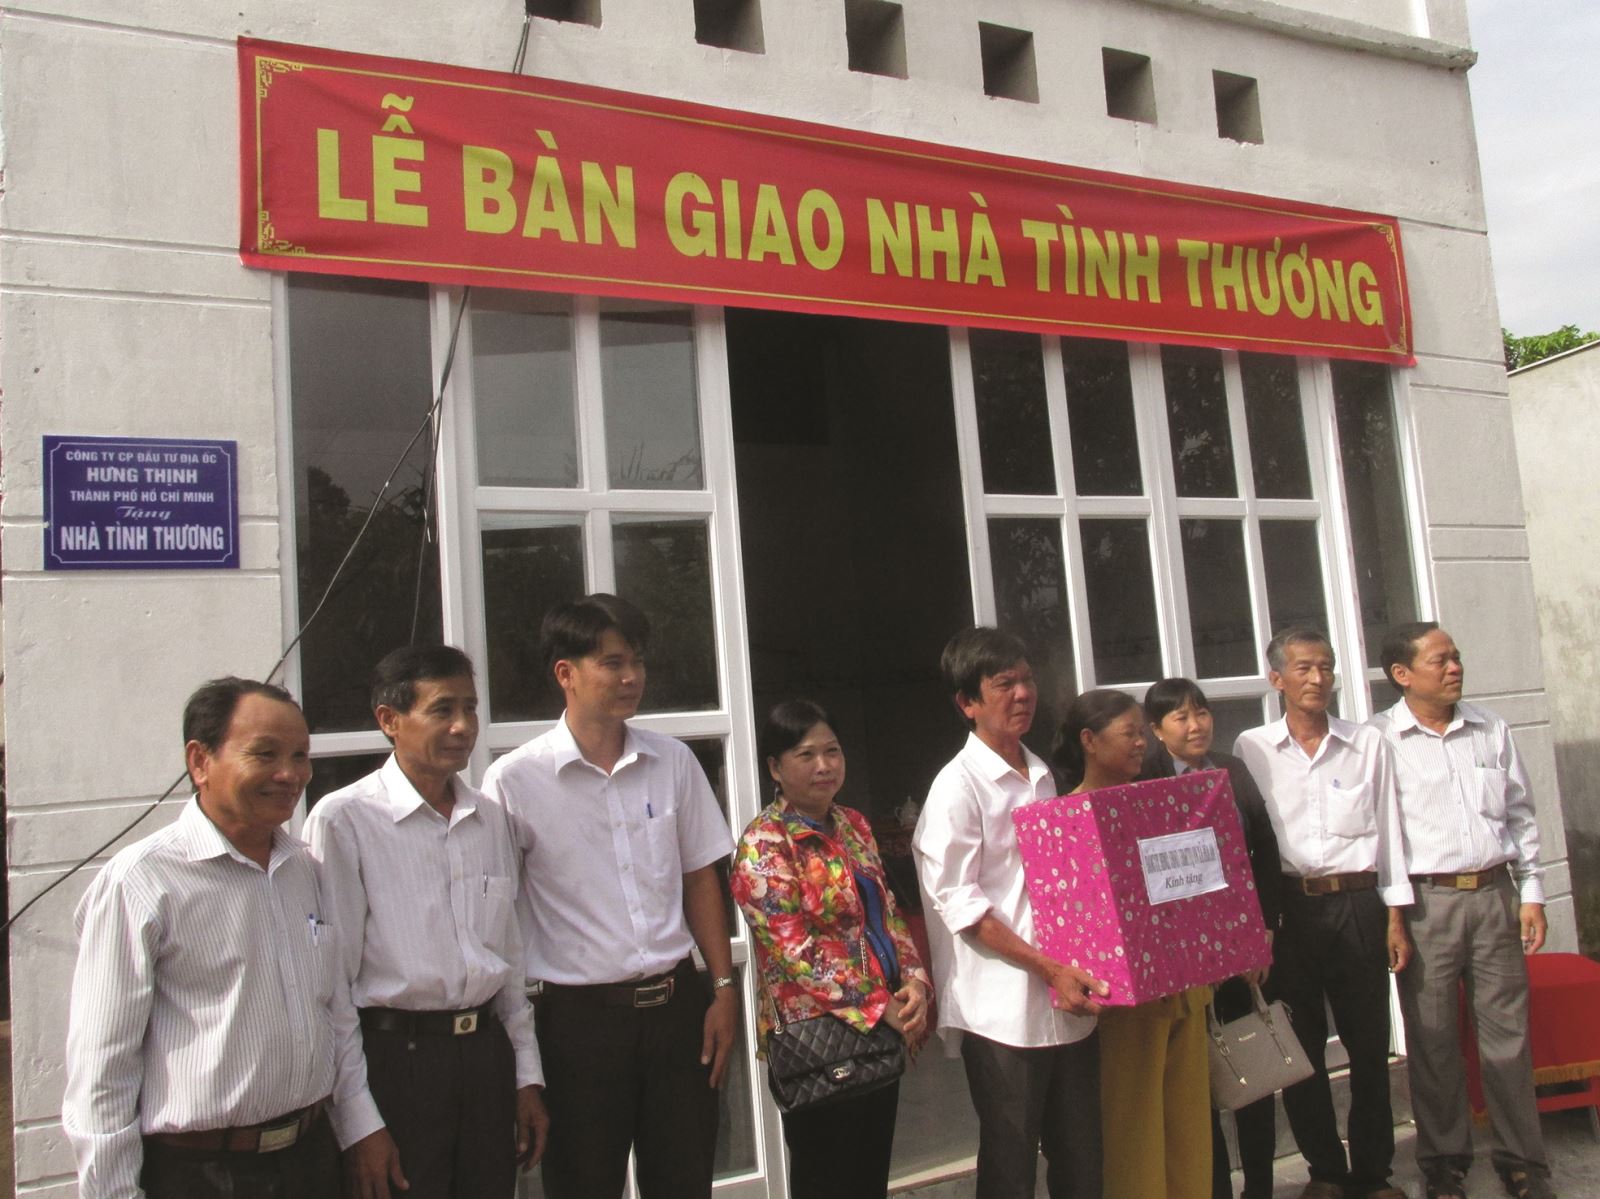 LỄ BÀN GIAO NHÀ TÌNH THƯƠNG
CÔNG TY CP ĐẦU TƯ ĐỊA ỐC
HƯNG THỊNH
THÀNH PHỐ HỒ CHÍ MINH
Tặng
NHÀ TÌNH THƯƠNG
Kính tặng